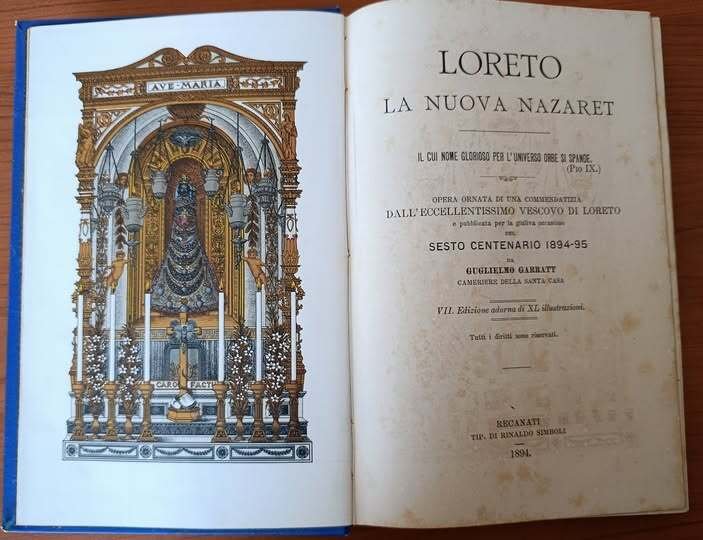 AVE-MARIA
CARO FACTU
LORETO
LA NUOVA NAZARET
IL CUI NOME GLORIOSO PER L'UNIVERSO ORBE SI SPANDE.
(PIO IX.)
OPERA ORNATA DI UNA COMMENDATIZIA
DALL'ECCELLENTISSIMO VESCOVO DI LORETO
e pubblicata per la giuliva occasione
DEL
SESTO CENTENARIO 1894-95
DA
GUGLIELMO GARRATT
CAMERIERE DELLA SANTA CASA
VII. Edizione adorna di XL illustrazioni.
Tutti i diritti sono riservati.
RECANATI
TIP. DI RINALDO SIMBOLI
1894.